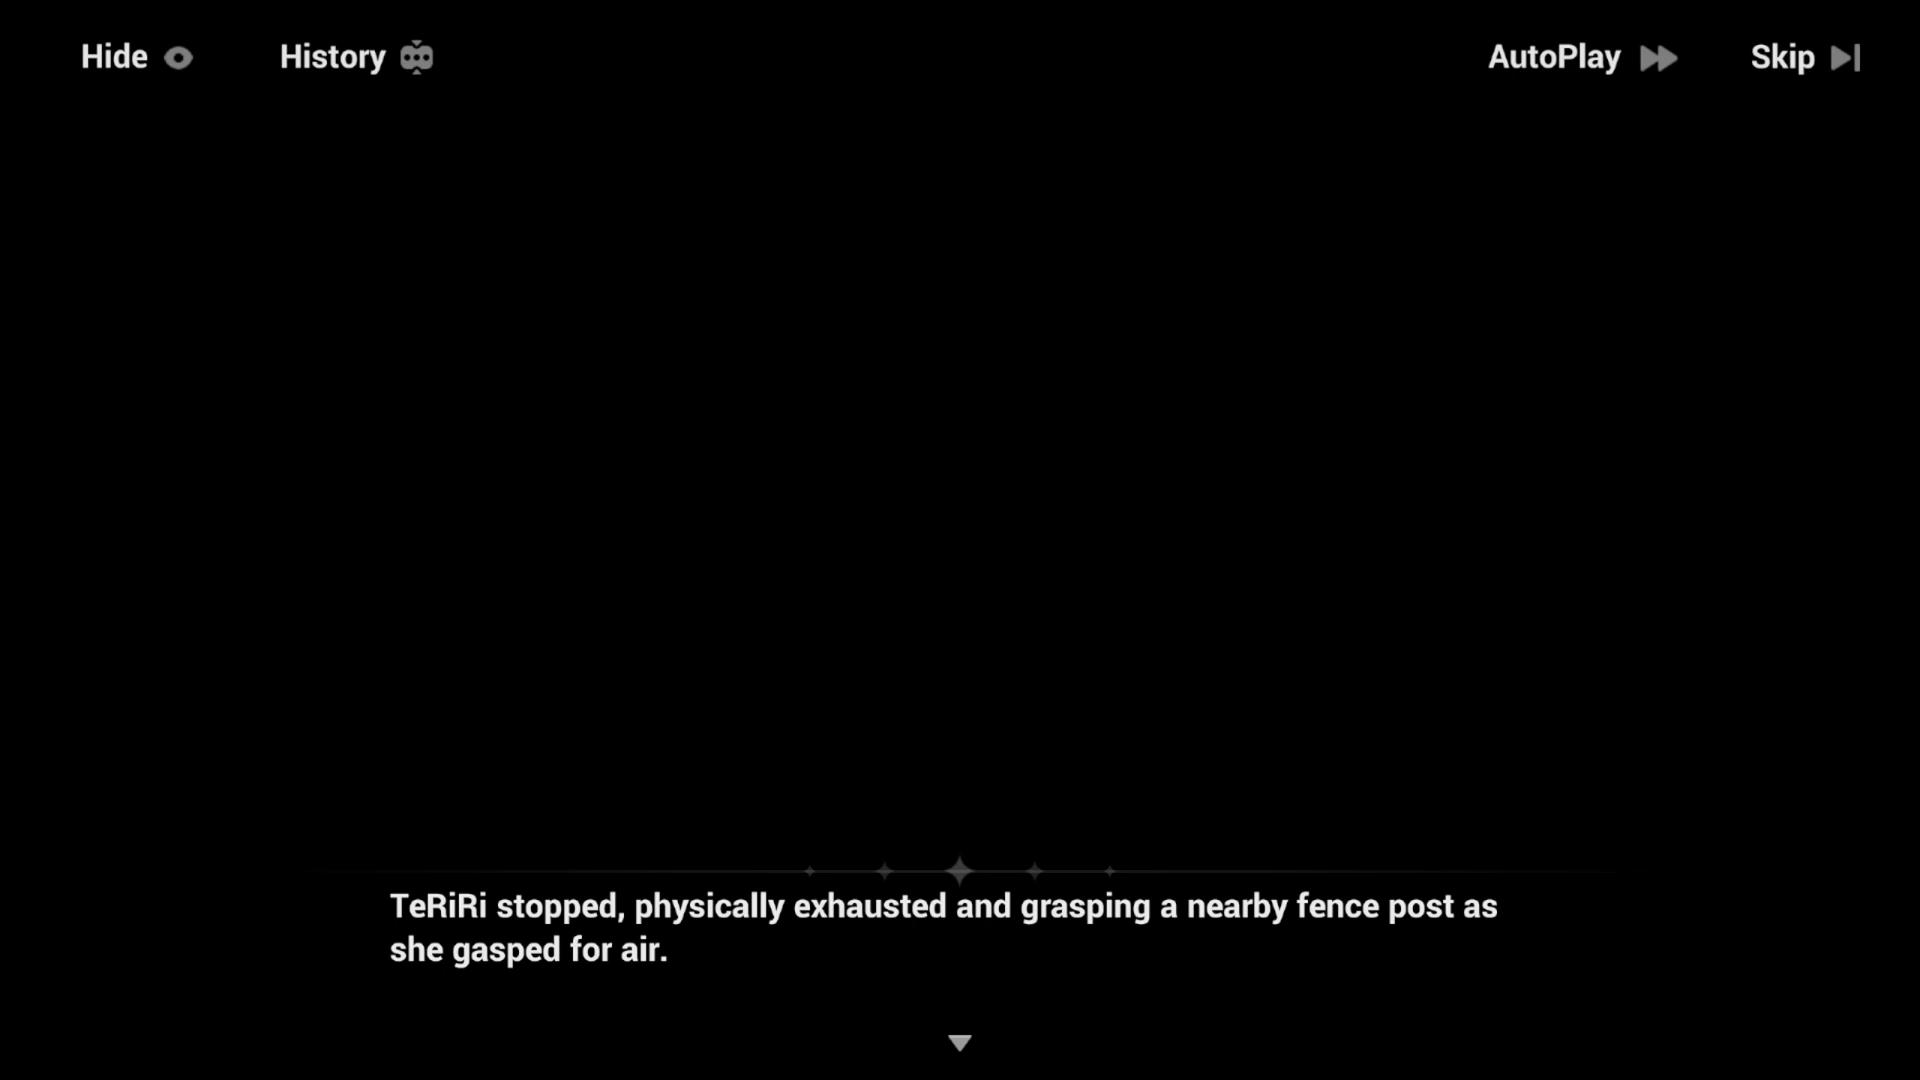 Hide
History
AutoPlay
Skip
TeRiRi stopped, physically exhausted and grasping a nearby fence post as
she gasped for air.